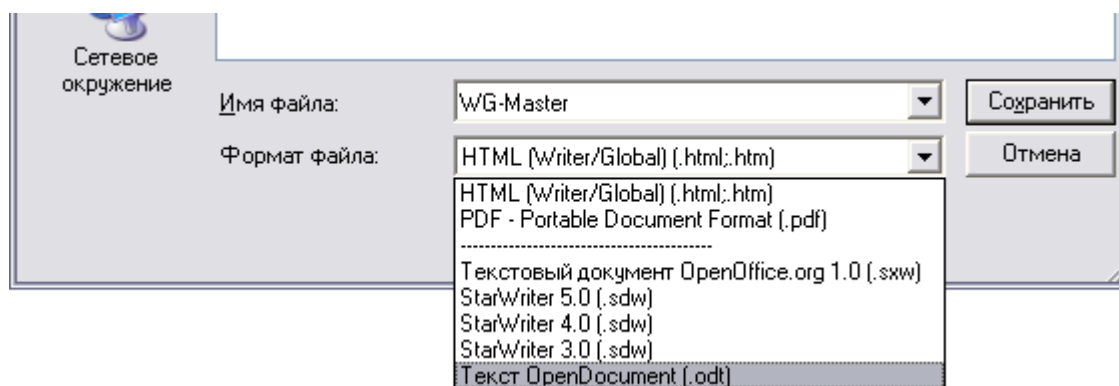 Сетевое
окружение
Имя файла:
WG-Master
Сохранить
Формат файла:
HTML (Writer/Global) (.html;.htm)
Отмена
HTML (Writer/Global) (.html;.htm)
PDF - Portable Document Format (.pdf)
------------------------------------------
Текстовый документ OpenOffice.org 1.0 (.sxw)
StarWriter 5.0 (.sdw)
StarWriter 4.0 (.sdw)
StarWriter 3.0 (.sdw)
Текст OpenDocument (.odt)